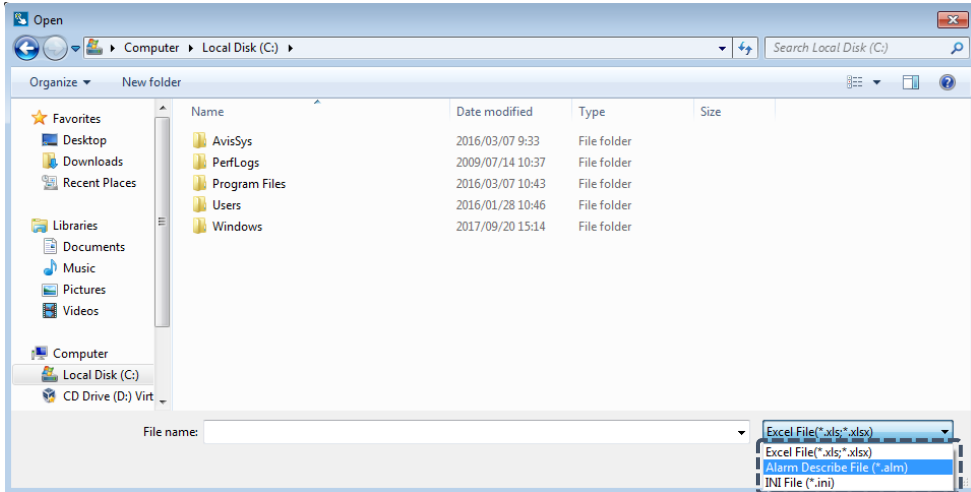 Open
Computer Local Disk (C:)
Search Local Disk (C:)
Organize New folder
Name Date modified Type Size
Favorites
Desktop
Downloads
Recent Places
Libraries
Documents
Music
Pictures
Videos
Computer
Local Disk (C:)
CD Drive (D:) Virt
AvisSys 2016/03/07 9:33 File folder
PerfLogs 2009/07/14 10:37 File folder
Program Files 2016/03/07 10:43 File folder
Users 2016/01/28 10:46 File folder
Windows 2017/09/20 15:14 File folder
File name:
Excel File(*.xls;*.xlsx)
Excel File(*.xls;*.xlsx)
Alarm Describe File (*.alm)
INI File (*.ini)